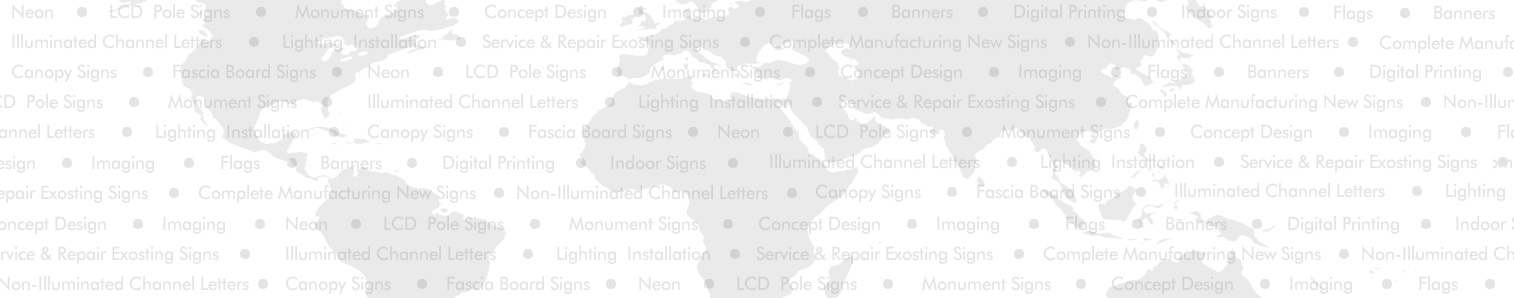 Neon • LCD Pole Signs • Monument Signs • Concept Design • Imaging • Flags • Banners • Digital Printing • Indoor Signs • Flags • Banners
Illuminated Channel Letters • Lighting Installation • Service & Repair Exosting Signs • Complete Manufacturing New Signs • Non-Illuminated Channel Letters • Complete Manufa
Canopy Signs • Fascia Board Signs • Neon • LCD Pole Signs • Monument Signs • Concept Design • Imaging • Flags • Banners • Digital Printing •
CD Pole Signs • Monument Signs • Illuminated Channel Letters • Lighting Installation • Service & Repair Exosting Signs • Complete Manufacturing New Signs • Non-Illum
annel Letters • Lighting Installation • Canopy Signs • Fascia Board Signs • Neon • LCD Pole Signs • Monument Signs • Concept Design • Imaging • Fla
esign • Imaging • Flags • Banners • Digital Printing • Indoor Signs • Illuminated Channel Letters • Lighting Installation • Service & Repair Exosting Signs •
epair Exosting Signs • Complete Manufacturing New Signs • Non-Illuminated Channel Letters • Canopy Signs • Fascia Board Signs • Illuminated Channel Letters • Lighting
oncept Design • Imaging • Neon • LCD Pole Signs • Monument Signs • Concept Design • Imaging • Flags • Banners • Digital Printing • Indoor S
rvice & Repair Exosting Signs • Illuminated Channel Letters • Lighting Installation • Service & Repair Exosting Signs • Complete Manufacturing New Signs • Non-Illuminated Chan
Non-Illuminated Channel Letters • Canopy Signs • Fascia Board Signs • Neon • LCD Pole Signs • Monument Signs • Concept Design • Imaging • Flags •